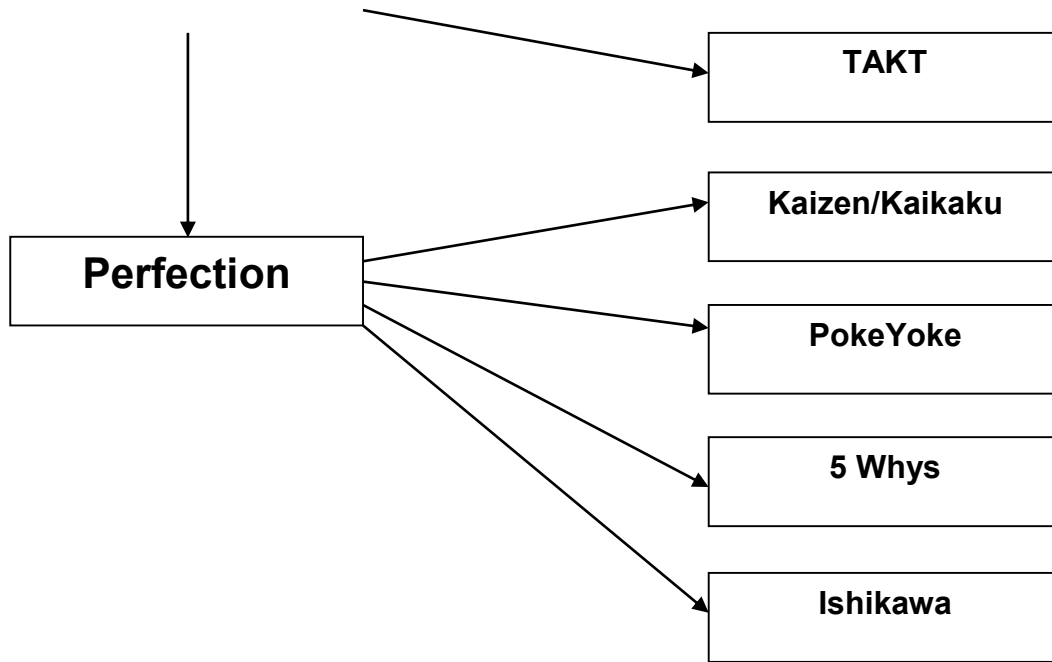 TAKT
Kaizen/Kaikaku
Perfection
PokeYoke
5 Whys
Ishikawa